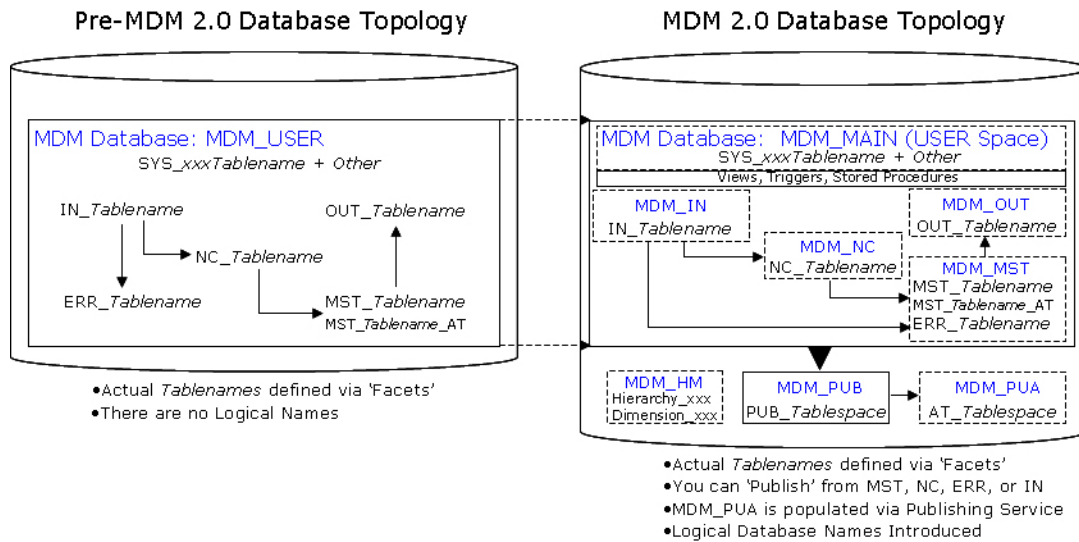 Pre-MDM 2.0 Database Topology
MDM Database: MDM_USER
SYS_xxxTablename + Other
IN_Tablename
OUT_Tablename
NC_Tablename
ERR_Tablename
MST_Tablename
MST_Tablename_AT
•Actual Tablenames defined via 'Facets'
•There are no Logical Names
MDM 2.0 Database Topology
MDM Database: MDM_MAIN (USER Space)
SYS_xxxTablename + Other
Views, Triggers, Stored Procedures
MDM_IN
IN_Tablename
MDM_OUT
OUT_Tablename
MDM_NC
NC_Tablename
MDM_MST
MST_Tablename
MST_Tablename_AT
ERR_Tablename
MDM_HM
Hierarchy_xxx
Dimension_xxx
MDM_PUB
PUB_Tablespace
MDM_PUA
AT_Tablespace
•Actual Tablenames defined via 'Facets'
•You can 'Publish' from MST, NC, ERR, or IN
•MDM_PUA is populated via Publishing Service
•Logical Database Names Introduced